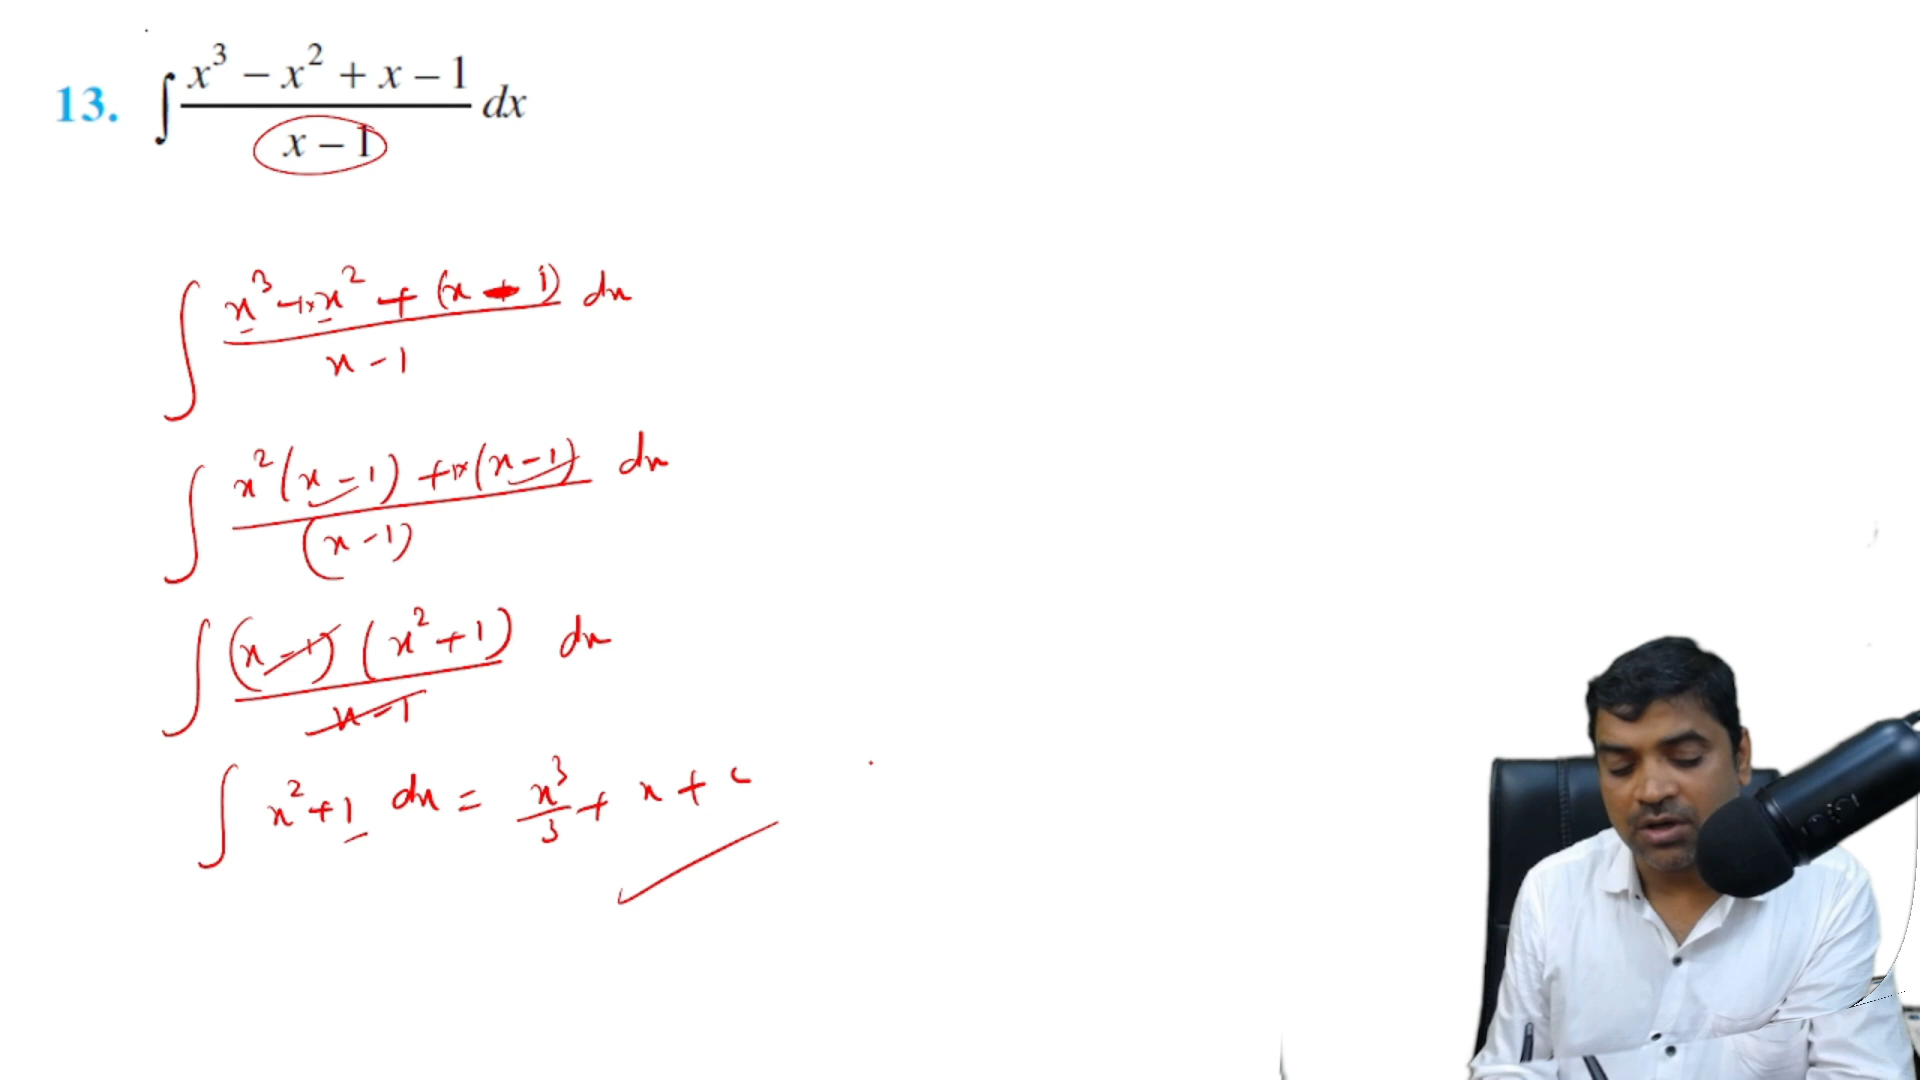 13. ∫ (x³ − x² + x − 1)/(x − 1) dx
∫ (x³ − 1×x² + (x − 1))/(x − 1) dx
∫ (x²(x − 1) + 1×(x − 1))/(x − 1) dx
∫ ((x − 1)(x² + 1))/(x − 1) dx
∫ x² + 1 dx = x³/3 + x + c